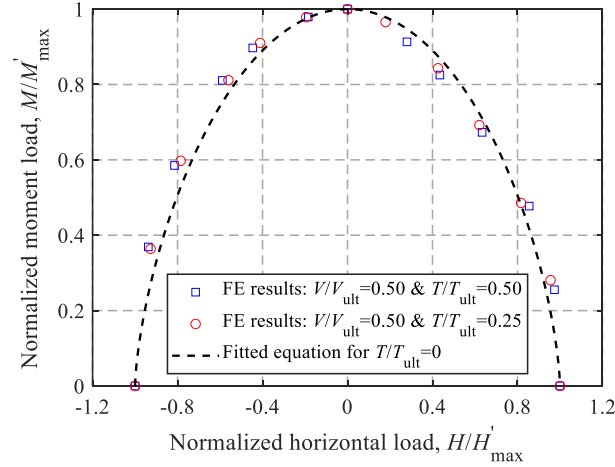 Normalized moment load, M/M'max
1
0.8
0.6
0.4
0.2
0
-1.2 -0.8 -0.4 0 0.4 0.8 1.2
FE results: V/Vult=0.50 & T/Tult=0.50
FE results: V/Vult=0.50 & T/Tult=0.25
Fitted equation for T/Tult=0
Normalized horizontal load, H/H'max